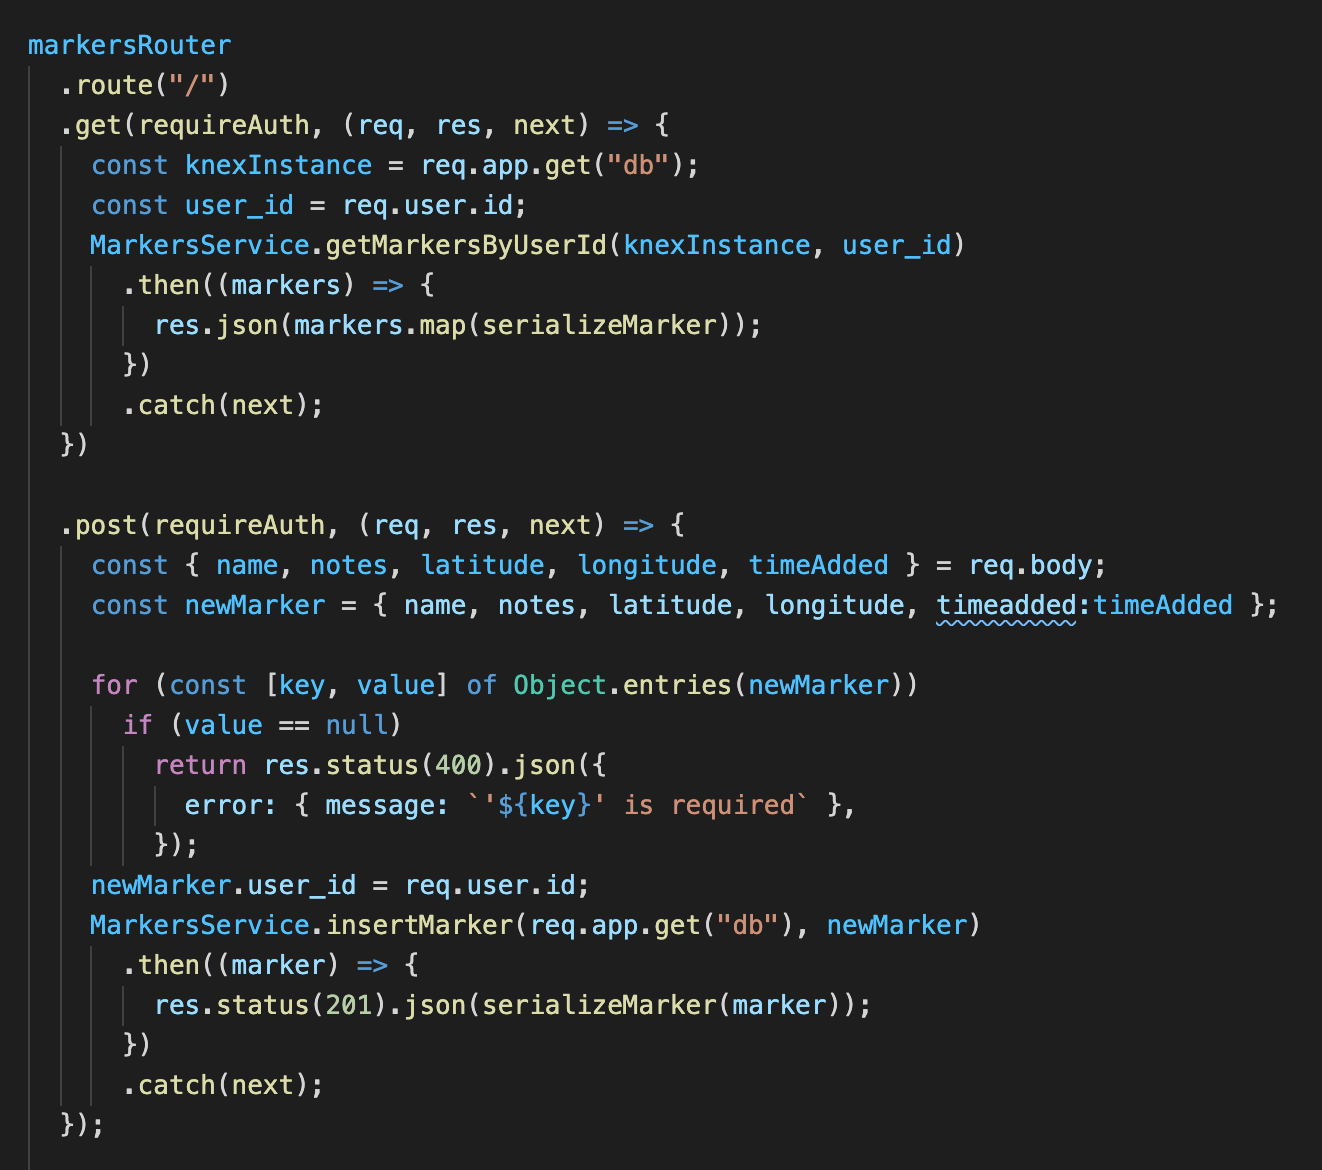 markersRouter
  .route("/")
  .get(requireAuth, (req, res, next) => {
    const knexInstance = req.app.get("db");
    const user_id = req.user.id;
    MarkersService.getMarkersByUserId(knexInstance, user_id)
      .then((markers) => {
        res.json(markers.map(serializeMarker));
      })
      .catch(next);
  })

  .post(requireAuth, (req, res, next) => {
    const { name, notes, latitude, longitude, timeAdded } = req.body;
    const newMarker = { name, notes, latitude, longitude, timeadded:timeAdded };

    for (const [key, value] of Object.entries(newMarker))
      if (value == null)
        return res.status(400).json({
          error: { message: `'${key}' is required` },
        });
    newMarker.user_id = req.user.id;
    MarkersService.insertMarker(req.app.get("db"), newMarker)
      .then((marker) => {
        res.status(201).json(serializeMarker(marker));
      })
      .catch(next);
  });